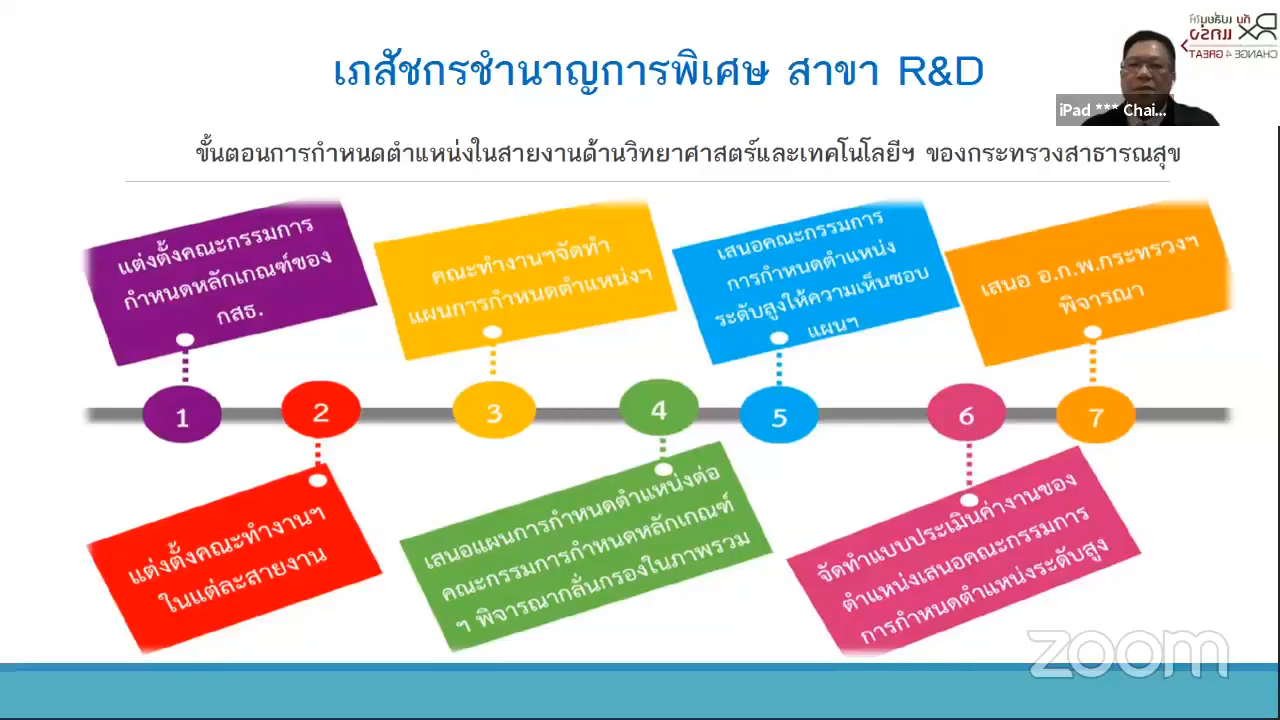 เภสัชกรชำนาญการพิเศษ สาขา R&D
iPad *** Chai...
ขั้นตอนการกำหนดตำแหน่งในสายงานด้านวิทยาศาสตร์และเทคโนโลยีฯ ของกระทรวงสาธารณสุข
แต่งตั้งคณะกรรมการ
กำหนดหลักเกณฑ์ของ
กสธ.
คณะทำงานฯจัดทำ
แผนการกำหนดตำแหน่งฯ
เสนอคณะกรรมการ
การกำหนดตำแหน่ง
ระดับสูงให้ความเห็นชอบ
แผนฯ
เสนอ อ.ก.พ.กระทรวงฯ
พิจารณา
1
2
3
4
5
6
7
แต่งตั้งคณะทำงานฯ
ในแต่ละสายงาน
เสนอแผนการกำหนดตำแหน่งต่อ
คณะกรรมการกำหนดหลักเกณฑ์
ฯ พิจารณากลั่นกรองในภาพรวม
จัดทำแบบประเมินค่างานของ
ตำแหน่งเสนอคณะกรรมการ
การกำหนดตำแหน่งระดับสูง
CHANGE 4 GREAT
zoom